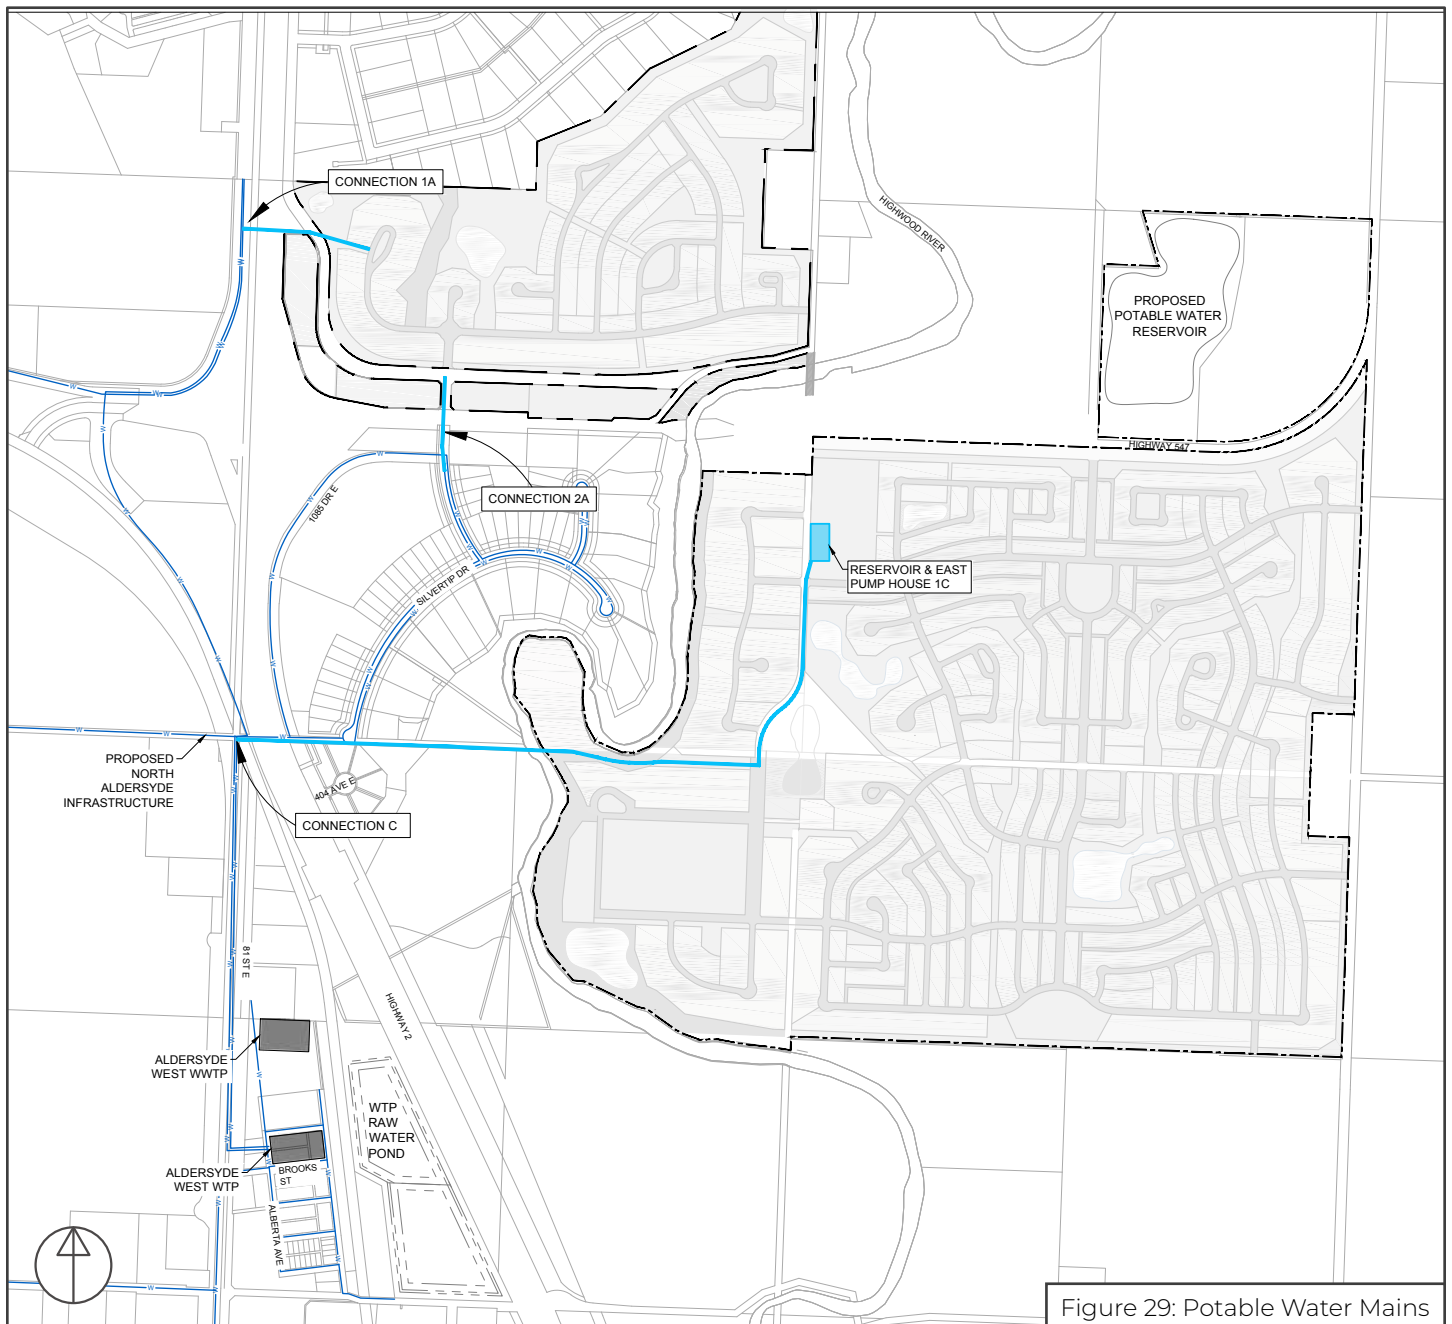 CONNECTION 1A
HIGHWOOD RIVER
PROPOSED
POTABLE WATER
RESERVOIR
HIGHWAY 547
CONNECTION 2A
1085 DR E
SILVERTIP DR
RESERVOIR & EAST
PUMP HOUSE 1C
PROPOSED
NORTH
ALDERSYDE
INFRASTRUCTURE
404 AVE E
CONNECTION C
81 ST E
HIGHWAY 2
ALDERSYDE
WEST WWTP
WTP
RAW
WATER
POND
ALDERSYDE
WEST WTP
BROOKS
ST
ALBERTA AVE
Figure 29: Potable Water Mains